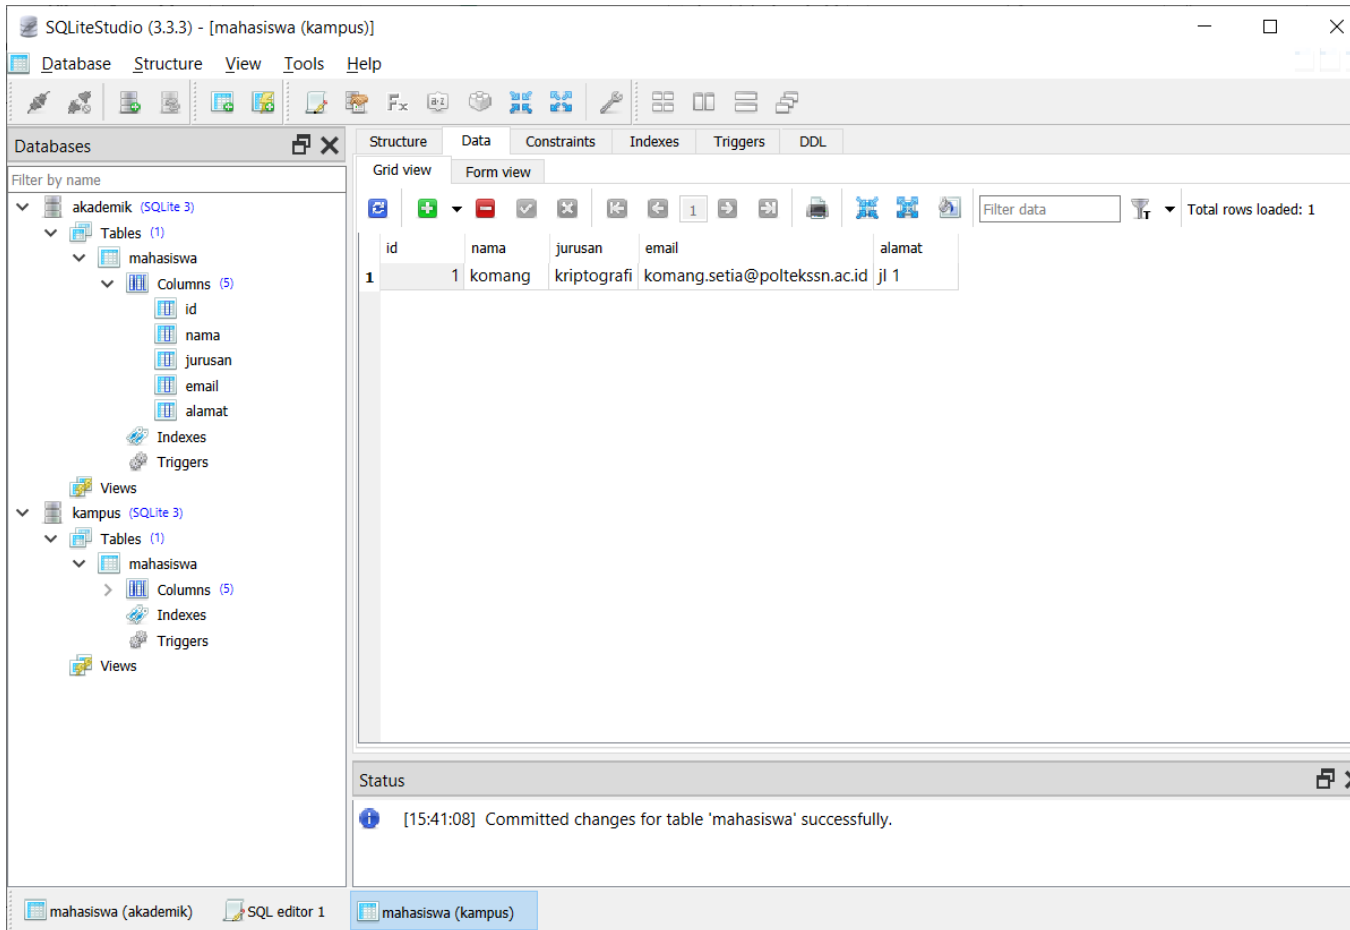 SQLiteStudio (3.3.3) - [mahasiswa (kampus)]
Database Structure View Tools Help
Databases
Filter by name
akademik (SQLite 3)
Tables (1)
mahasiswa
Columns (5)
id
nama
jurusan
email
alamat
Indexes
Triggers
Views
kampus (SQLite 3)
Tables (1)
mahasiswa
Columns (5)
Indexes
Triggers
Views
Structure Data Constraints Indexes Triggers DDL
Grid view Form view
1 Filter data Total rows loaded: 1
id nama jurusan email alamat
1 1 komang kriptografi komang.setia@poltekssn.ac.id jl 1
Status
[15:41:08] Committed changes for table 'mahasiswa' successfully.
mahasiswa (akademik) SQL editor 1 mahasiswa (kampus)